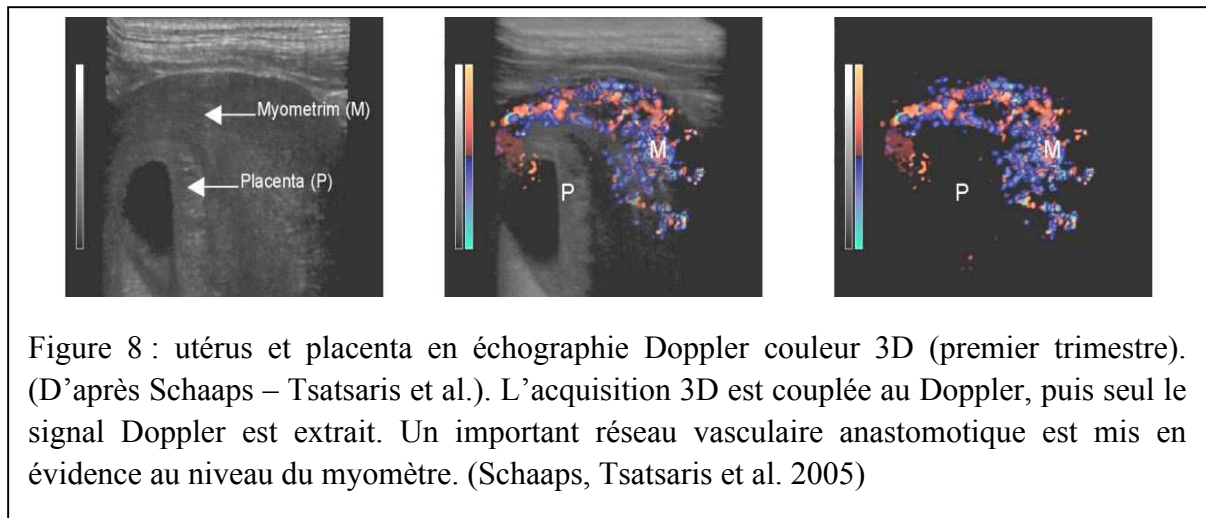 Myometrim (M)
Placenta (P)
M
P
M
P
Figure 8 : utérus et placenta en échographie Doppler couleur 3D (premier trimestre).
(D’après Schaaps – Tsatsaris et al.). L’acquisition 3D est couplée au Doppler, puis seul le
signal Doppler est extrait. Un important réseau vasculaire anastomotique est mis en
évidence au niveau du myomètre. (Schaaps, Tsatsaris et al. 2005)